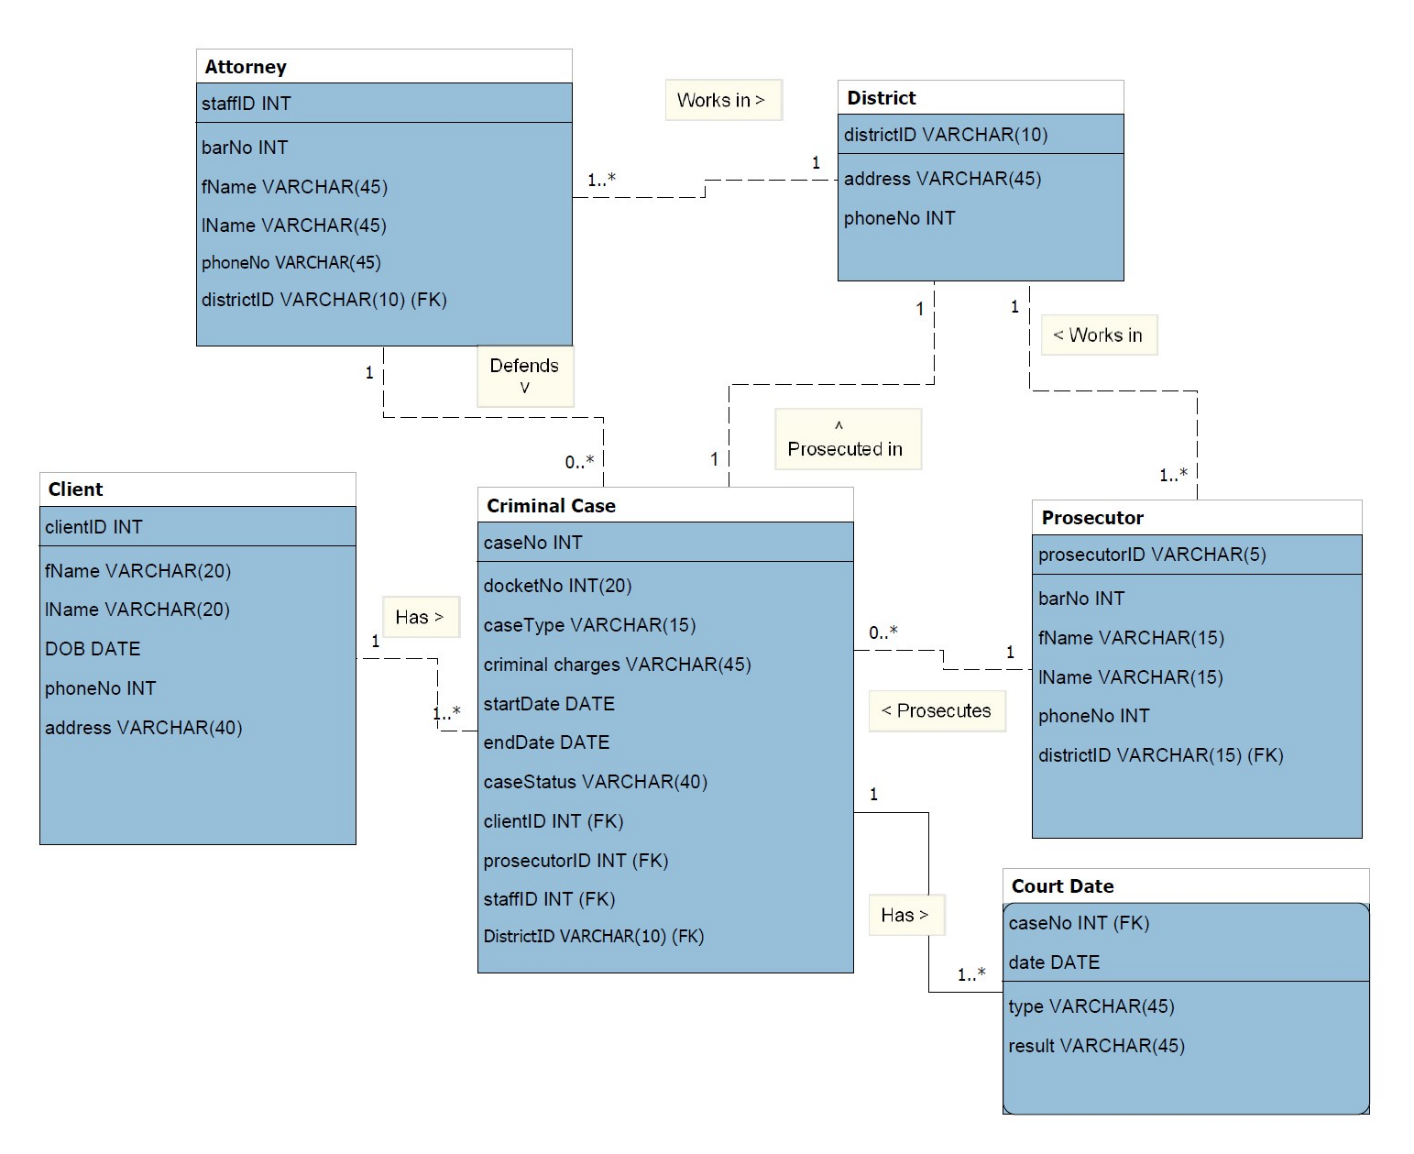 Attorney
staffID INT
barNo INT
fName VARCHAR(45)
lName VARCHAR(45)
phoneNo VARCHAR(45)
districtID VARCHAR(10) (FK)
Works in >
1..*
1
District
districtID VARCHAR(10)
address VARCHAR(45)
phoneNo INT
1
Defends
V
0..*
1
^
Prosecuted in
1
1
< Works in
1..*
Client
clientID INT
fName VARCHAR(20)
lName VARCHAR(20)
DOB DATE
phoneNo INT
address VARCHAR(40)
Has >
1
1..*
Criminal Case
caseNo INT
docketNo INT(20)
caseType VARCHAR(15)
criminal charges VARCHAR(45)
startDate DATE
endDate DATE
caseStatus VARCHAR(40)
clientID INT (FK)
prosecutorID INT (FK)
staffID INT (FK)
DistrictID VARCHAR(10) (FK)
0..*
1
< Prosecutes
Prosecutor
prosecutorID VARCHAR(5)
barNo INT
fName VARCHAR(15)
lName VARCHAR(15)
phoneNo INT
districtID VARCHAR(15) (FK)
1
Has >
1..*
Court Date
caseNo INT (FK)
date DATE
type VARCHAR(45)
result VARCHAR(45)